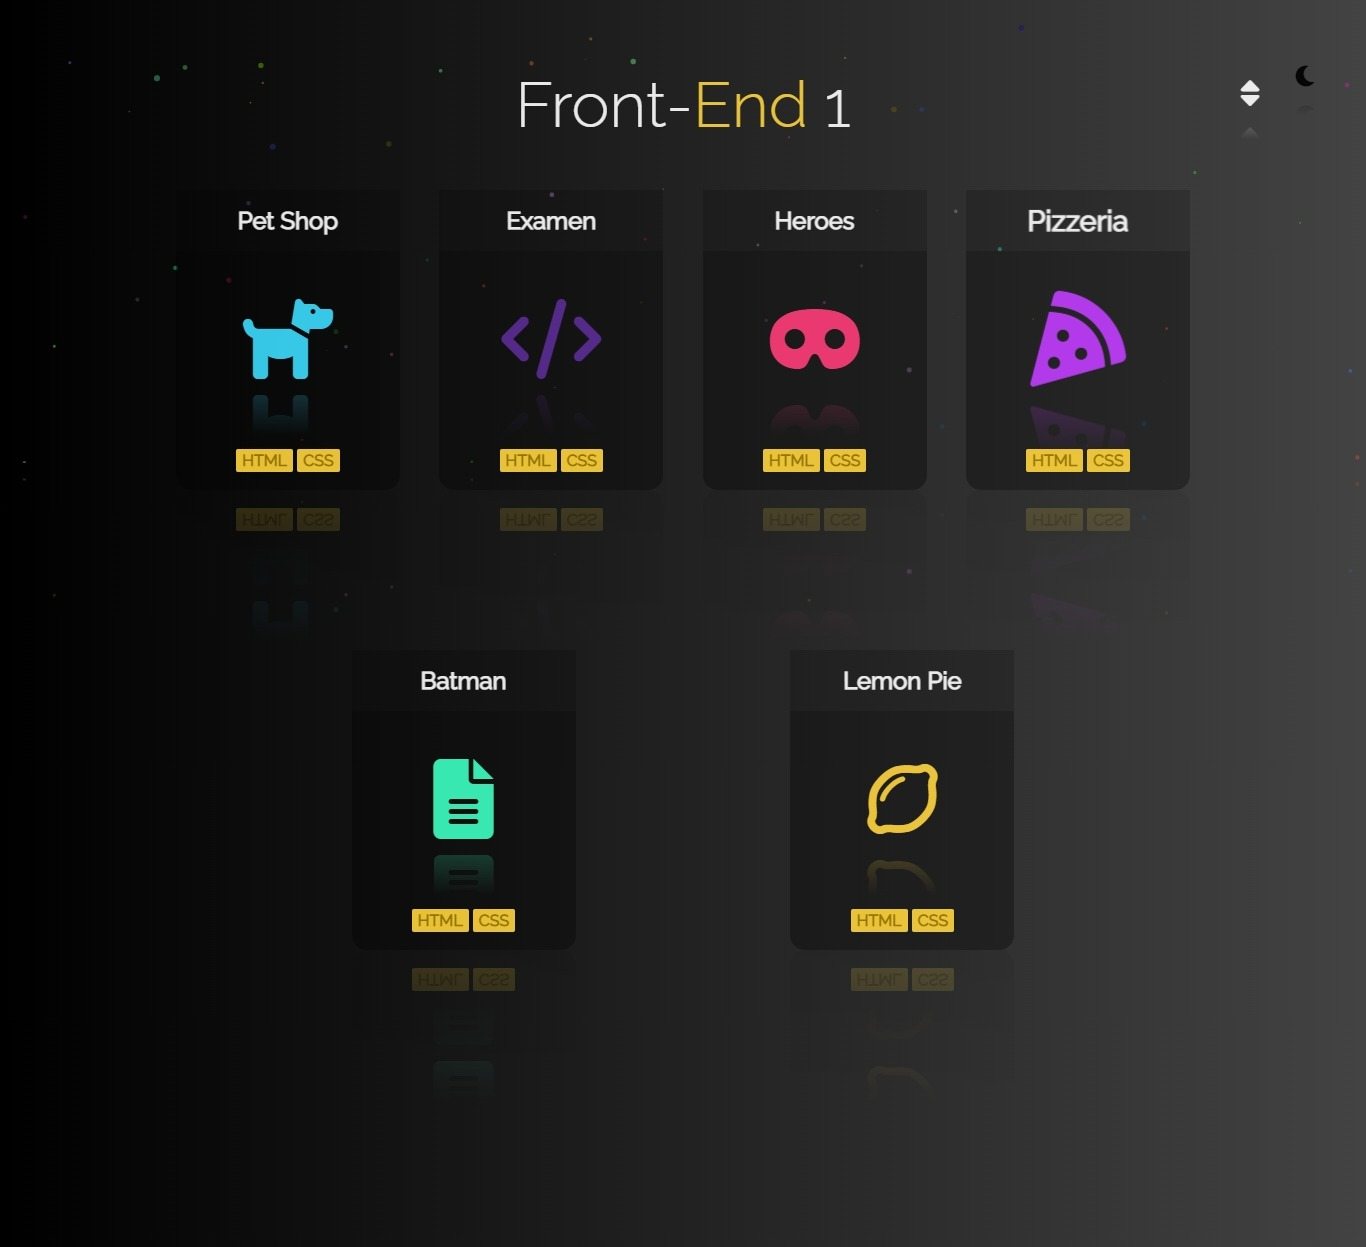 Front-End 1
Pet Shop
Examen
Heroes
Pizzeria
HTML CSS
HTML CSS
HTML CSS
HTML CSS
Batman
Lemon Pie
HTML CSS
HTML CSS